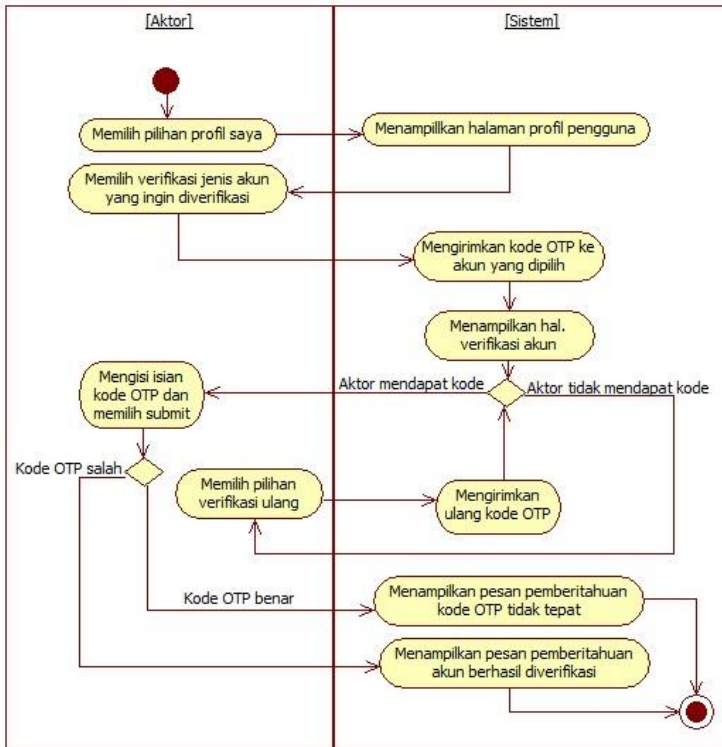 [Aktor]
[Sistem]
Memilih pilihan profil saya
Menampillkan halaman profil pengguna
Memilih verifikasi jenis akun
yang ingin diverifikasi
Mengirimkan kode OTP ke
akun yang dipilih
Menampilkan hal.
verifikasi akun
Aktor mendapat kode
Aktor tidak mendapat kode
Mengisi isian
kode OTP dan
memilih submit
Kode OTP salah
Memilih pilihan
verifikasi ulang
Mengirimkan
ulang kode OTP
Kode OTP benar
Menampilkan pesan pemberitahuan
kode OTP tidak tepat
Menampilkan pesan pemberitahuan
akun berhasil diverifikasi